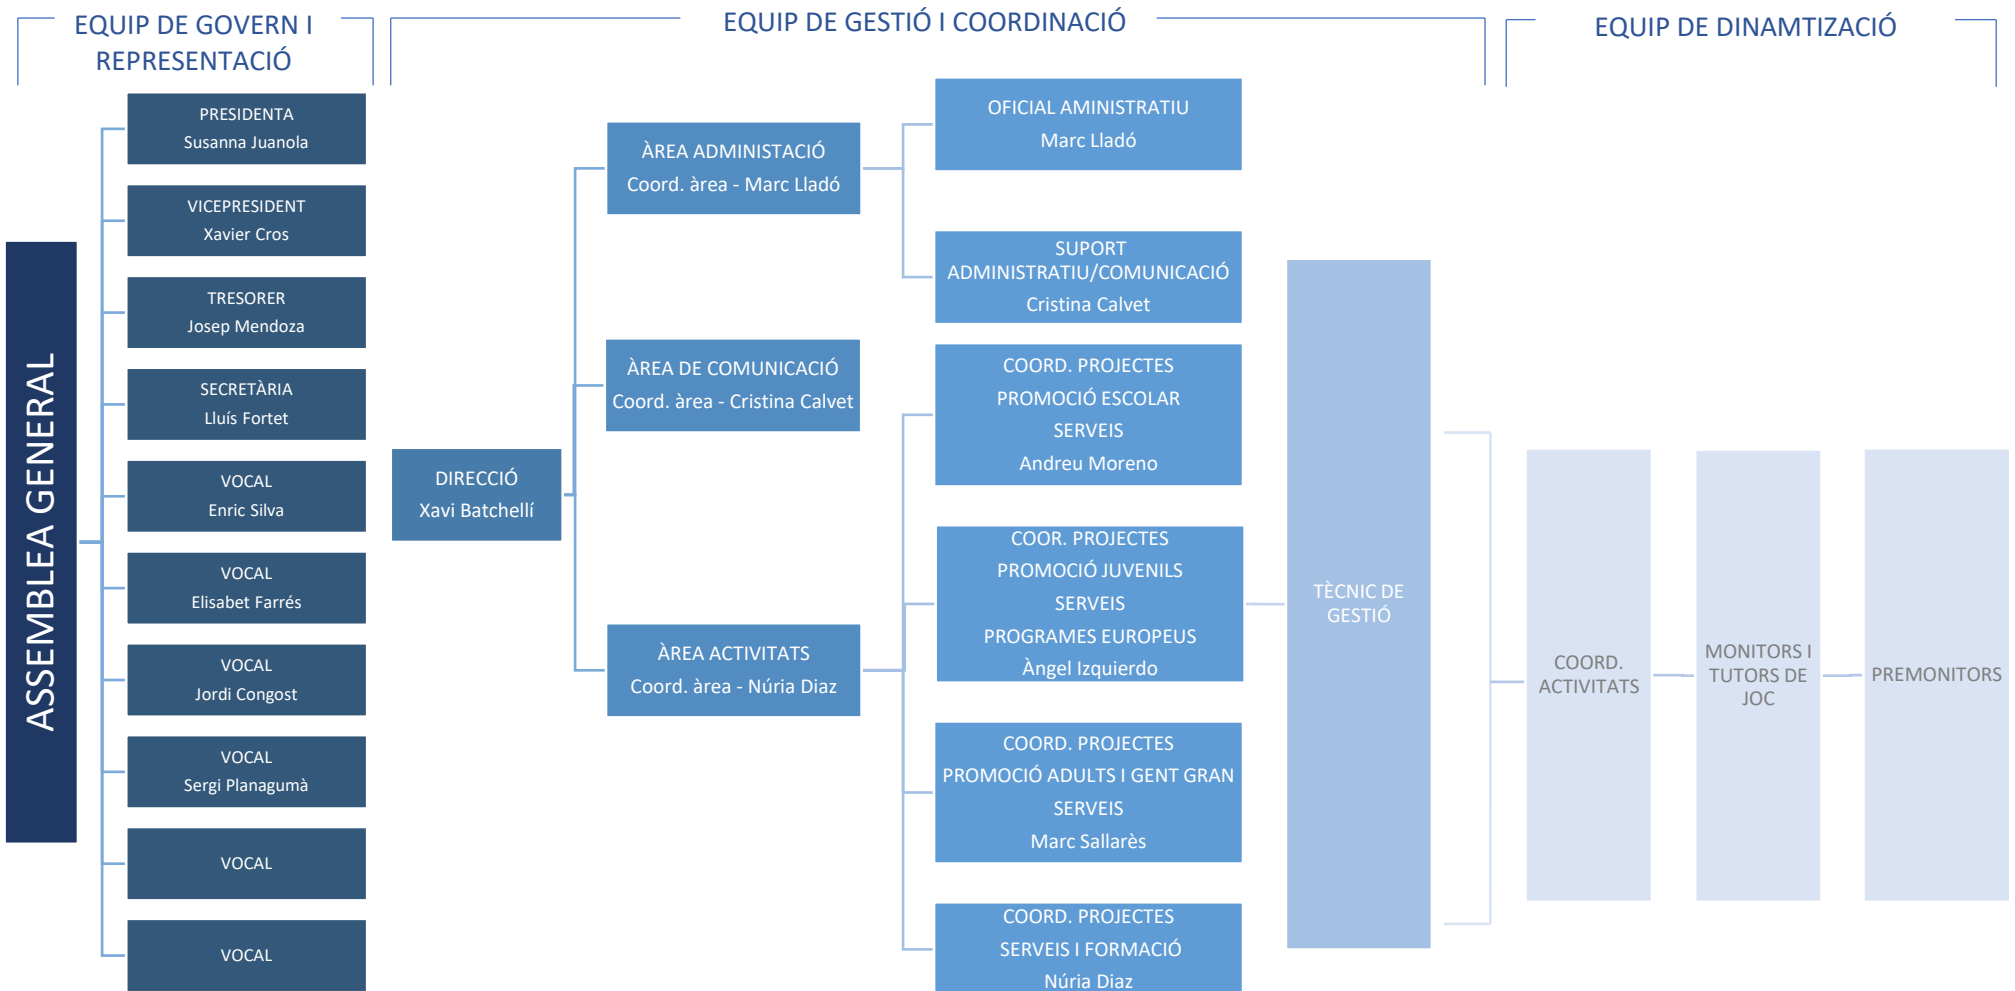 EQUIP DE GOVERN I
REPRESENTACIÓ
EQUIP DE GESTIÓ I COORDINACIÓ
EQUIP DE DINAMTIZACIÓ
ASSEMBLEA GENERAL
PRESIDENTA
Susanna Juanola
VICEPRESIDENT
Xavier Cros
TRESORER
Josep Mendoza
SECRETÀRIA
Lluís Fortet
VOCAL
Enric Silva
VOCAL
Elisabet Farrés
VOCAL
Jordi Congost
VOCAL
Sergi Planagumà
VOCAL
VOCAL
DIRECCIÓ
Xavi Batchellí
ÀREA ADMINISTACIÓ
Coord. àrea - Marc Lladó
ÀREA DE COMUNICACIÓ
Coord. àrea - Cristina Calvet
ÀREA ACTIVITATS
Coord. àrea - Núria Diaz
OFICIAL AMINISTRATIU
Marc Lladó
SUPORT
ADMINISTRATIU/COMUNICACIÓ
Cristina Calvet
COORD. PROJECTES
PROMOCIÓ ESCOLAR
SERVEIS
Andreu Moreno
COOR. PROJECTES
PROMOCIÓ JUVENILS
SERVEIS
PROGRAMES EUROPEUS
Àngel Izquierdo
COORD. PROJECTES
PROMOCIÓ ADULTS I GENT GRAN
SERVEIS
Marc Sallarès
COORD. PROJECTES
SERVEIS I FORMACIÓ
Núria Diaz
TÈCNIC DE
GESTIÓ
COORD.
ACTIVITATS
MONITORS I
TUTORS DE
JOC
PREMONITORS